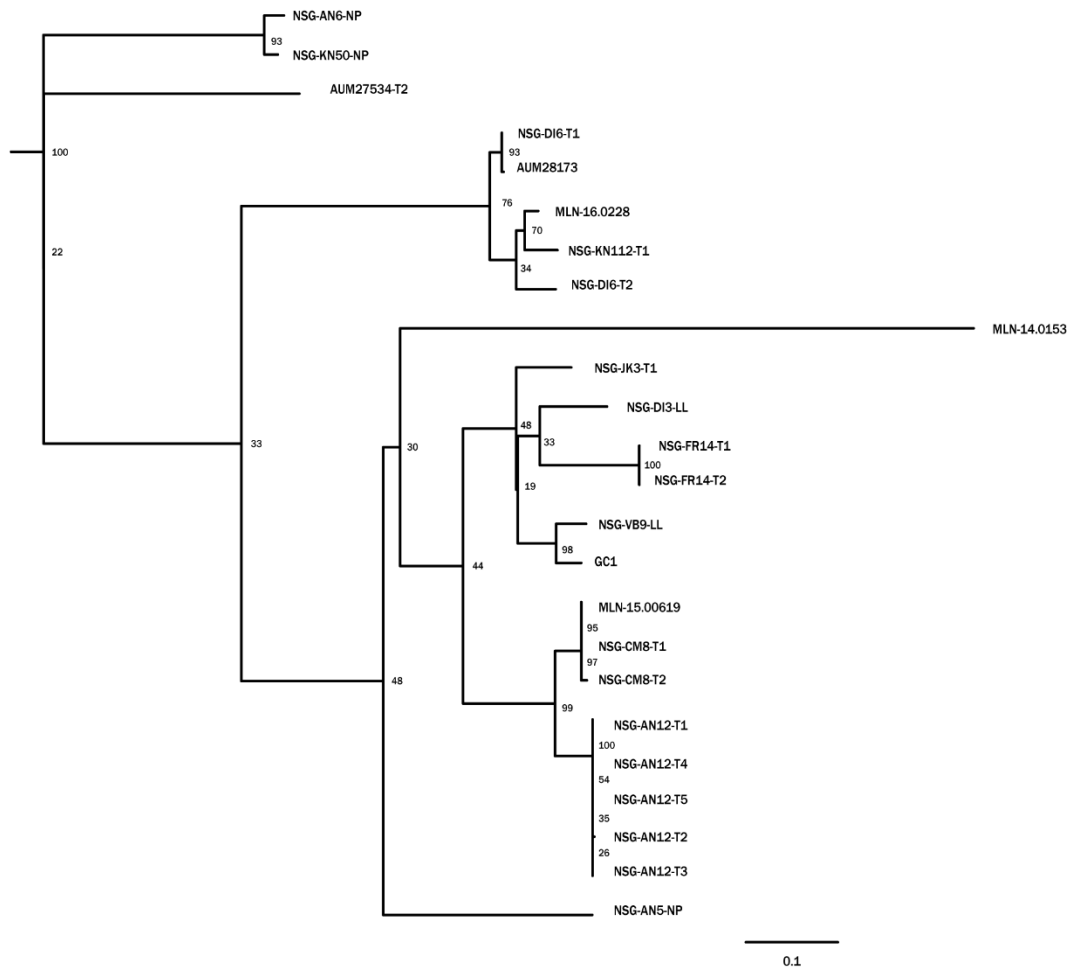 NSG-AN6-NP
93
NSG-KN50-NP
AUM27534-T2
NSG-DI6-T1
100
93
AUM28173
76
MLN-16.0228
70
22
NSG-KN112-T1
34
NSG-DI6-T2
MLN-14.0153
NSG-JK3-T1
NSG-DI3-LL
48
33
33
30
NSG-FR14-T1
100
NSG-FR14-T2
19
NSG-VB9-LL
98
GC1
44
MLN-15.00619
95
NSG-CM8-T1
97
48
NSG-CM8-T2
99
NSG-AN12-T1
100
NSG-AN12-T4
54
NSG-AN12-T5
35
NSG-AN12-T2
26
NSG-AN12-T3
NSG-AN5-NP
0.1